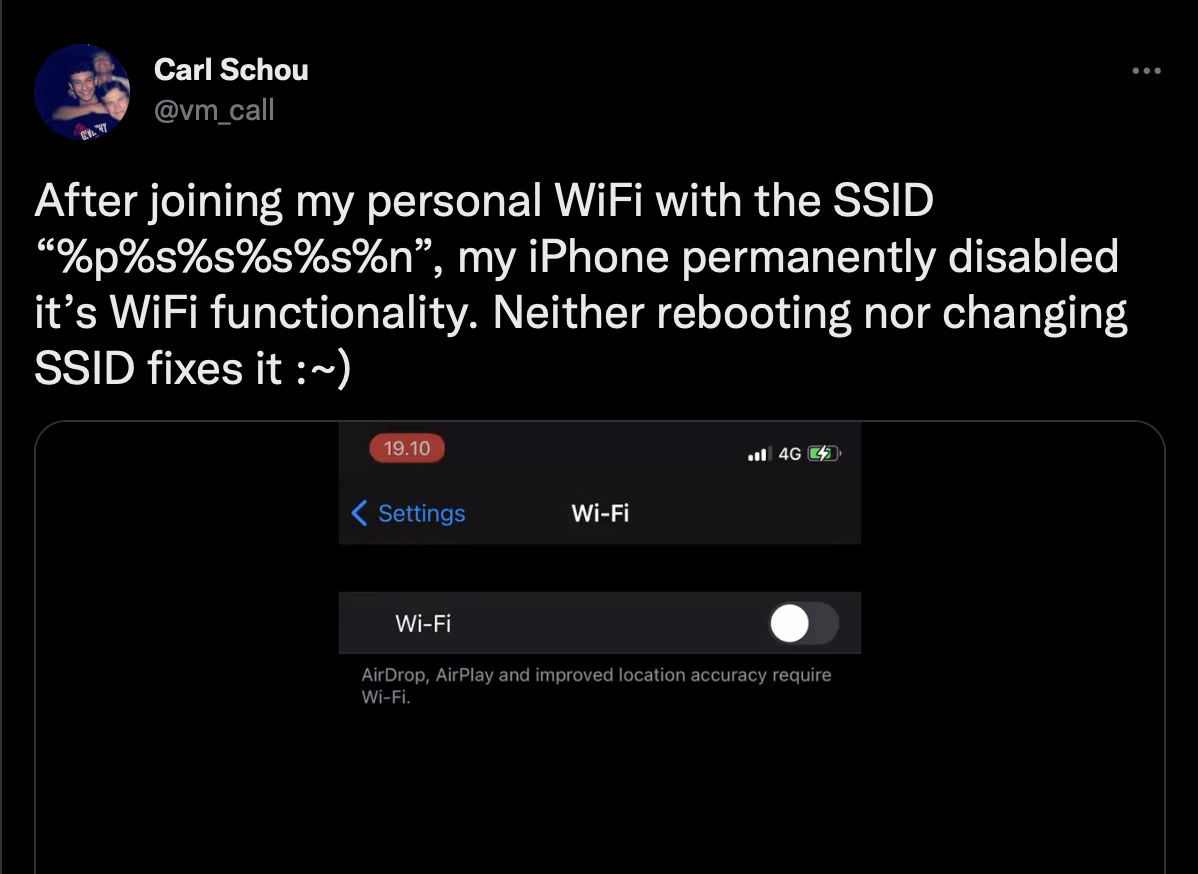 Carl Schou
@vm_call
After joining my personal WiFi with the SSID
“%p%s%s%s%s%n”, my iPhone permanently disabled
it’s WiFi functionality. Neither rebooting nor changing
SSID fixes it :~)
19.10 4G
Settings Wi-Fi
Wi-Fi
AirDrop, AirPlay and improved location accuracy require
Wi-Fi.